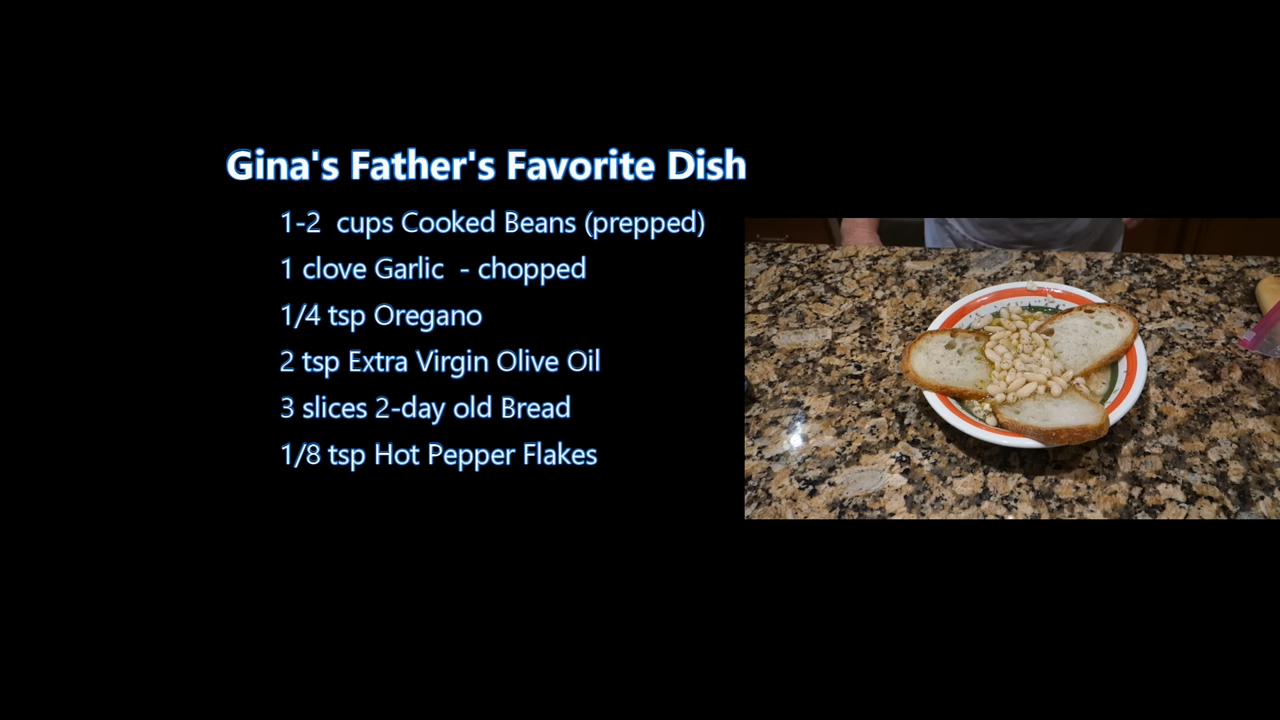 Gina's Father's Favorite Dish
1-2  cups Cooked Beans (prepped)
1 clove Garlic  - chopped
1/4 tsp Oregano
2 tsp Extra Virgin Olive Oil
3 slices 2-day old Bread
1/8 tsp Hot Pepper Flakes